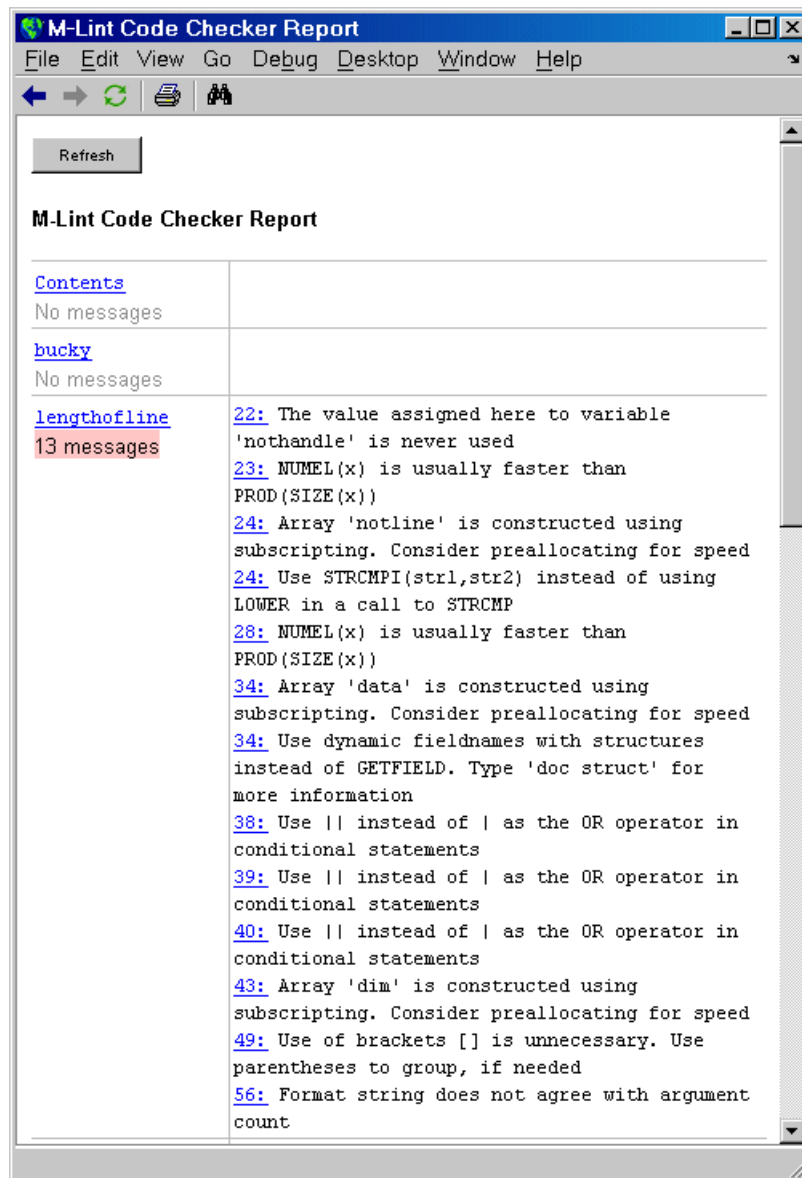 M-Lint Code Checker Report
File Edit View Go Debug Desktop Window Help
Refresh
M-Lint Code Checker Report
Contents
No messages
bucky
No messages
lengthofline
13 messages
22: The value assigned here to variable
'nothandle' is never used
23: NUMEL(x) is usually faster than
PROD(SIZE(x))
24: Array 'notline' is constructed using
subscripting. Consider preallocating for speed
24: Use STRCMPI(str1,str2) instead of using
LOWER in a call to STRCMP
28: NUMEL(x) is usually faster than
PROD(SIZE(x))
34: Array 'data' is constructed using
subscripting. Consider preallocating for speed
34: Use dynamic fieldnames with structures
instead of GETFIELD. Type 'doc struct' for
more information
38: Use || instead of | as the OR operator in
conditional statements
39: Use || instead of | as the OR operator in
conditional statements
40: Use || instead of | as the OR operator in
conditional statements
43: Array 'dim' is constructed using
subscripting. Consider preallocating for speed
49: Use of brackets [] is unnecessary. Use
parentheses to group, if needed
56: Format string does not agree with argument
count